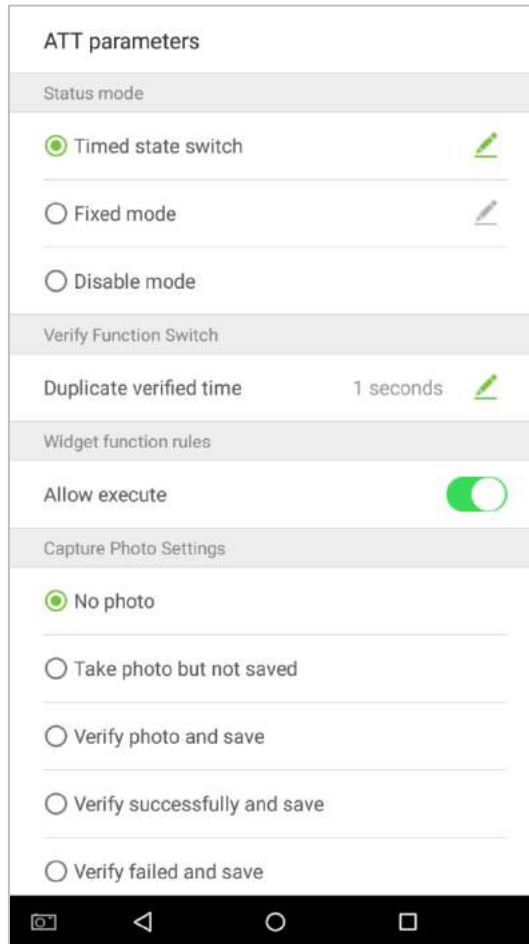 ATT parameters
Status mode
Timed state switch
Fixed mode
Disable mode
Verify Function Switch
Duplicate verified time 1 seconds
Widget function rules
Allow execute
Capture Photo Settings
No photo
Take photo but not saved
Verify photo and save
Verify successfully and save
Verify failed and save